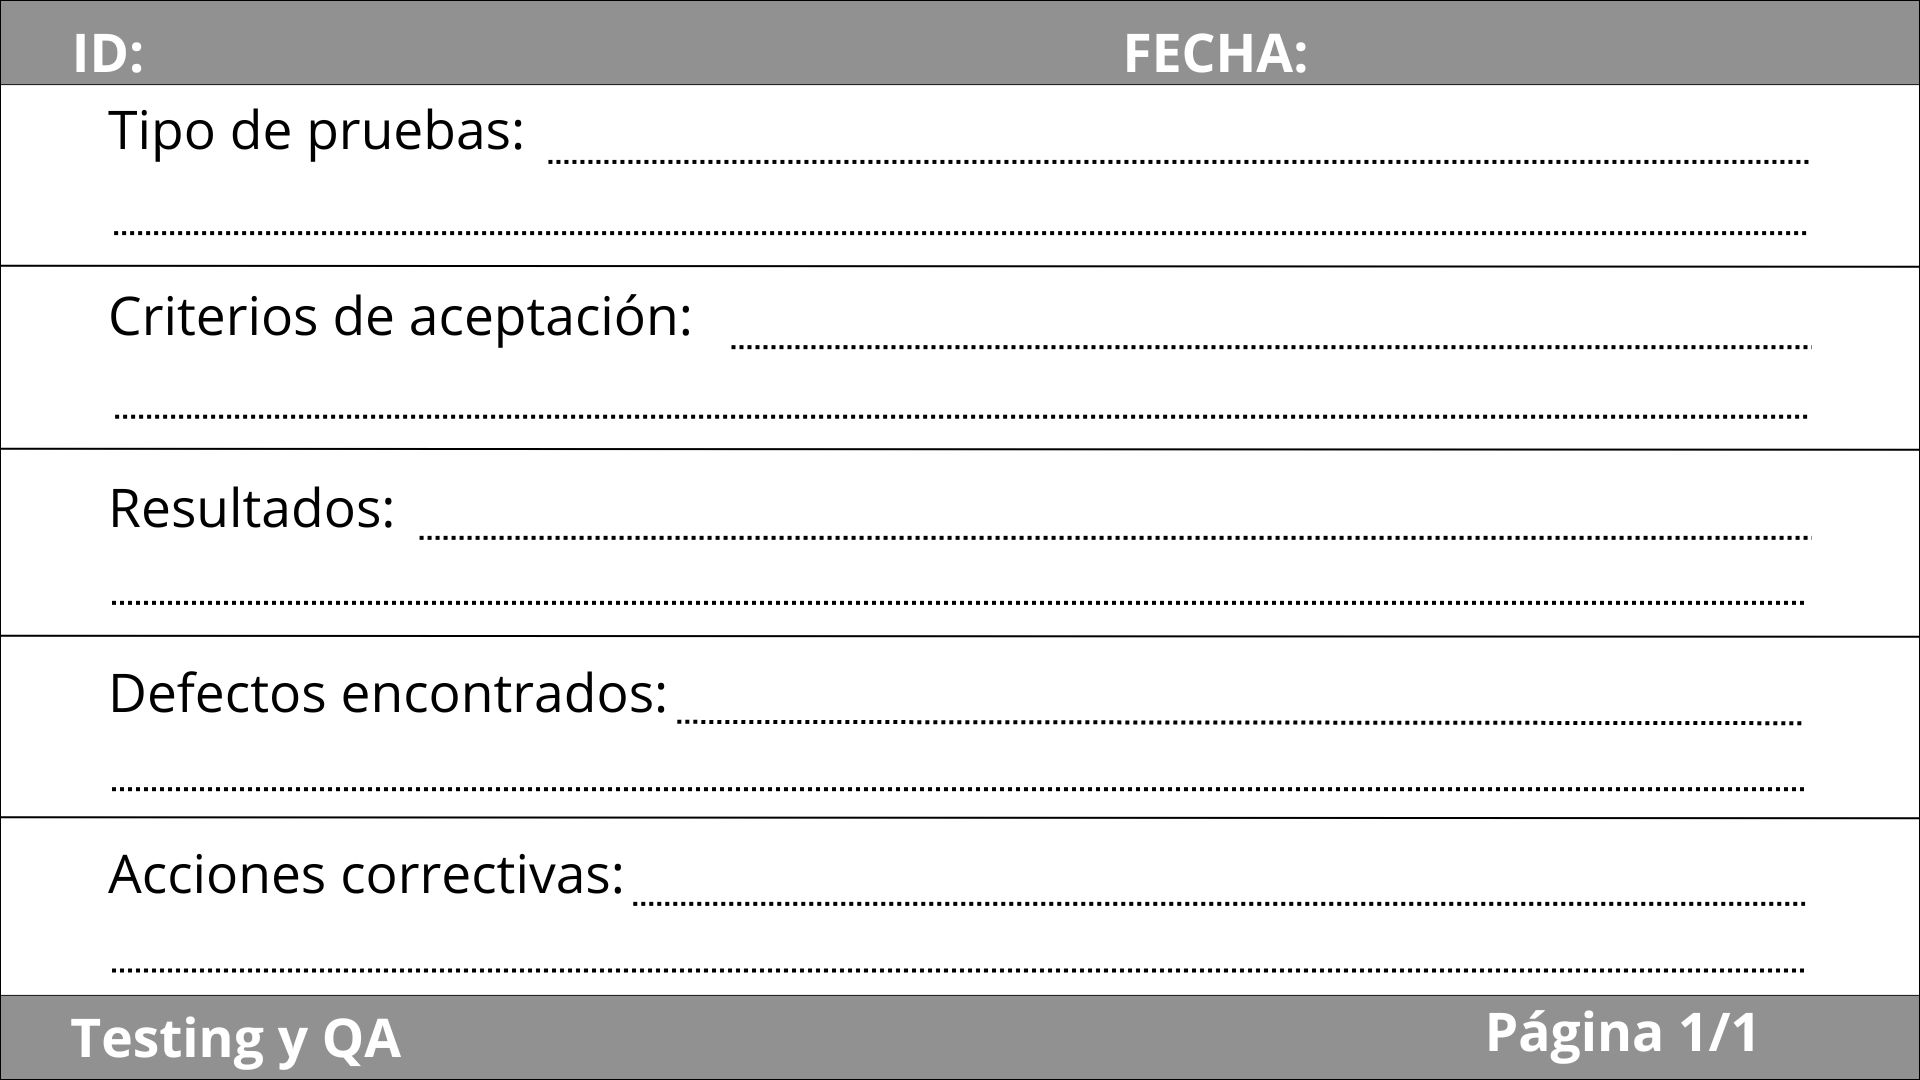 ID: FECHA:
Tipo de pruebas:
Criterios de aceptación:
Resultados:
Defectos encontrados:
Acciones correctivas:
Testing y QA Página 1/1